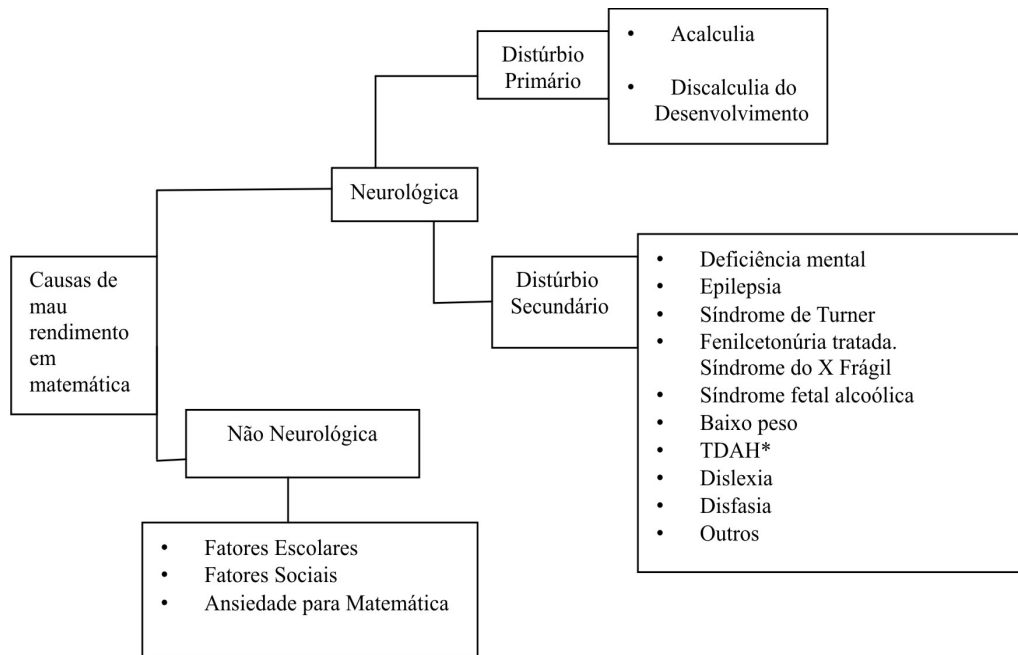 Causas de
mau
rendimento
em
matemática
Neurológica
Distúrbio
Primário
• Acalculia
• Discalculia do
Desenvolvimento
Distúrbio
Secundário
• Deficiência mental
• Epilepsia
• Síndrome de Turner
• Fenilcetonúria tratada.
Síndrome do X Frágil
• Síndrome fetal alcoólica
• Baixo peso
• TDAH*
• Dislexia
• Disfasia
• Outros
Não Neurológica
• Fatores Escolares
• Fatores Sociais
• Ansiedade para Matemática